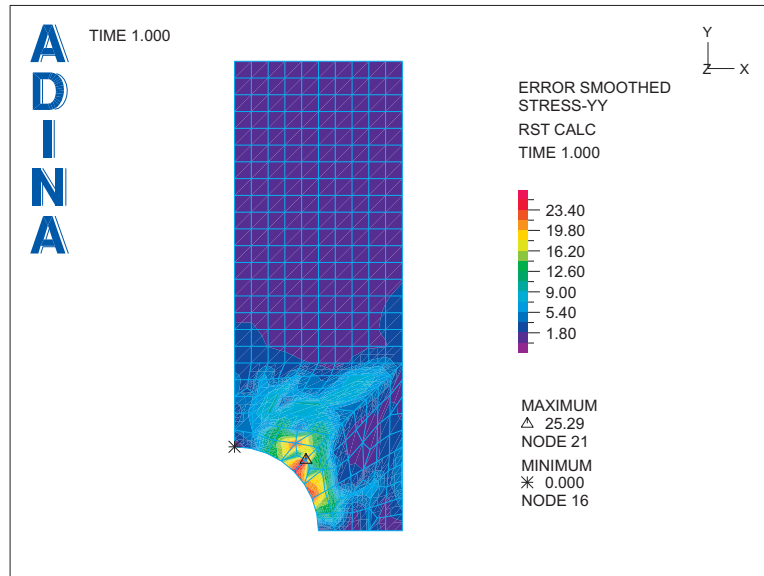 ADINA
TIME 1.000
Y
Z X
ERROR SMOOTHED
STRESS-YY
RST CALC
TIME 1.000
23.40
19.80
16.20
12.60
9.00
5.40
1.80
MAXIMUM
25.29
NODE 21
MINIMUM
0.000
NODE 16